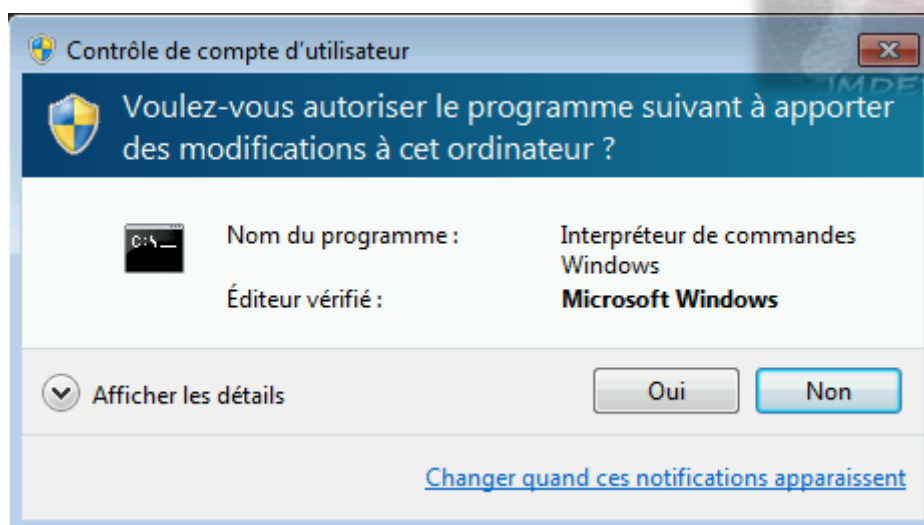 Contrôle de compte d'utilisateur
Voulez-vous autoriser le programme suivant à apporter
des modifications à cet ordinateur ?
C:\_
Nom du programme :
Interpréteur de commandes
Windows
Éditeur vérifié :
Microsoft Windows
Afficher les détails
Oui
Non
Changer quand ces notifications apparaissent